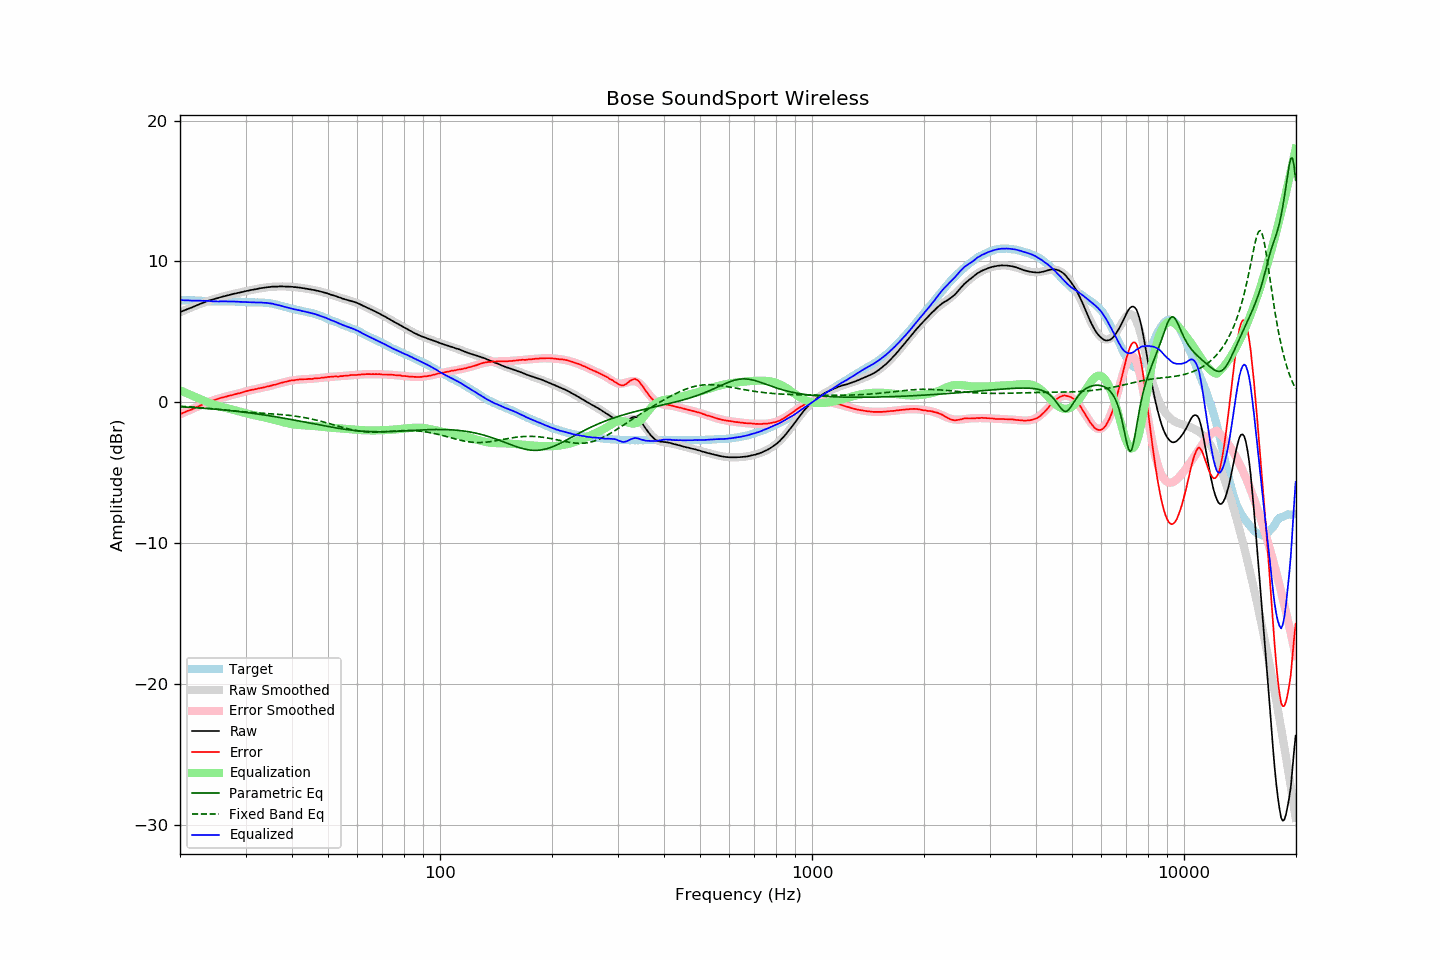 Bose SoundSport Wireless
20
10
0
−10
−20
−30
Amplitude (dBr)
Target
Raw Smoothed
Error Smoothed
Raw
Error
Equalization
Parametric Eq
Fixed Band Eq
Equalized
100
1000
10000
Frequency (Hz)